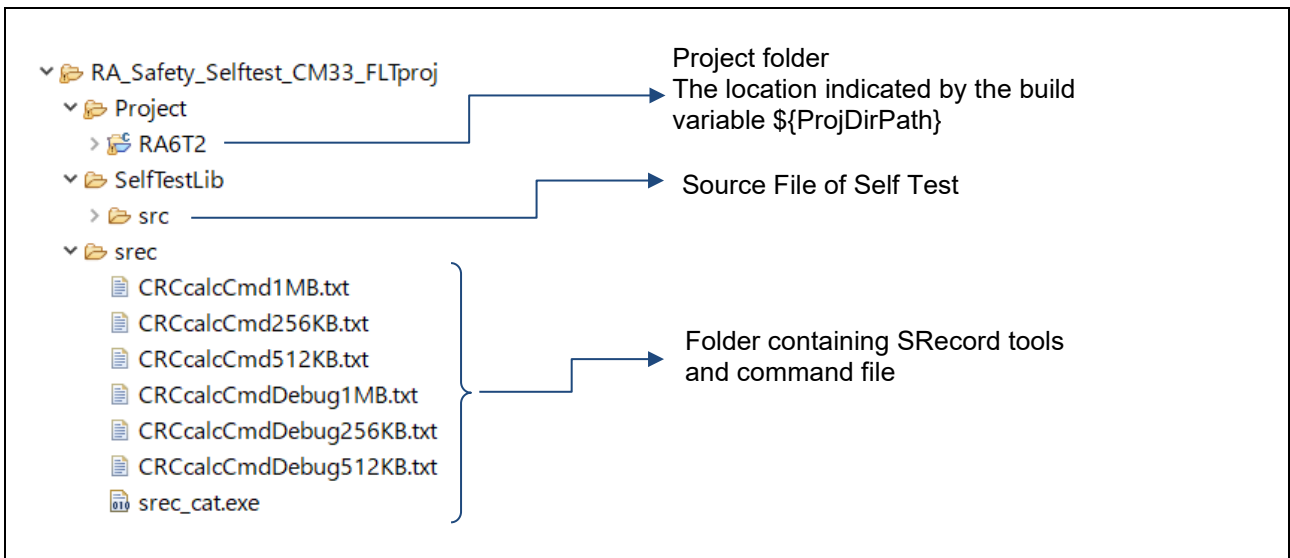 RA_Safety_Selftest_CM33_FLTproj
Project
RA6T2
SelfTestLib
src
srec
CRCcalcCmd1MB.txt
CRCcalcCmd256KB.txt
CRCcalcCmd512KB.txt
CRCcalcCmdDebug1MB.txt
CRCcalcCmdDebug256KB.txt
CRCcalcCmdDebug512KB.txt
srec_cat.exe
Project folder
The location indicated by the build
variable ${ProjDirPath}
Source File of Self Test
Folder containing SRecord tools
and command file